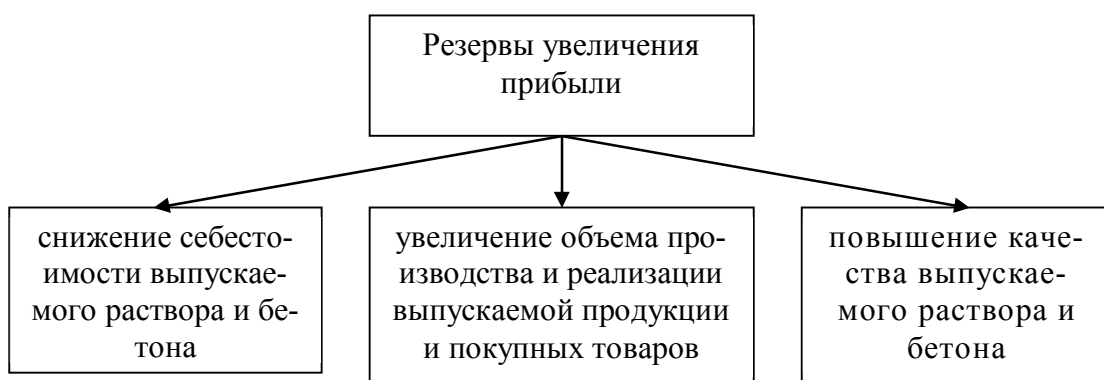 Резервы увеличения
прибыли
снижение себесто-
имости выпускае-
мого раствора и бе-
тона
увеличение объема про-
изводства и реализации
выпускаемой продукции
и покупных товаров
повышение каче-
ства выпускае-
мого раствора и
бетона